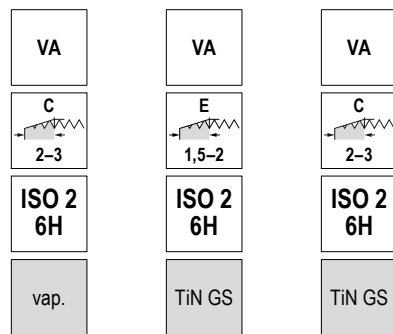 VA VA VA
C E C
2–3 1,5–2 2–3
ISO 2 ISO 2 ISO 2
6H 6H 6H
vap. TiN GS TiN GS